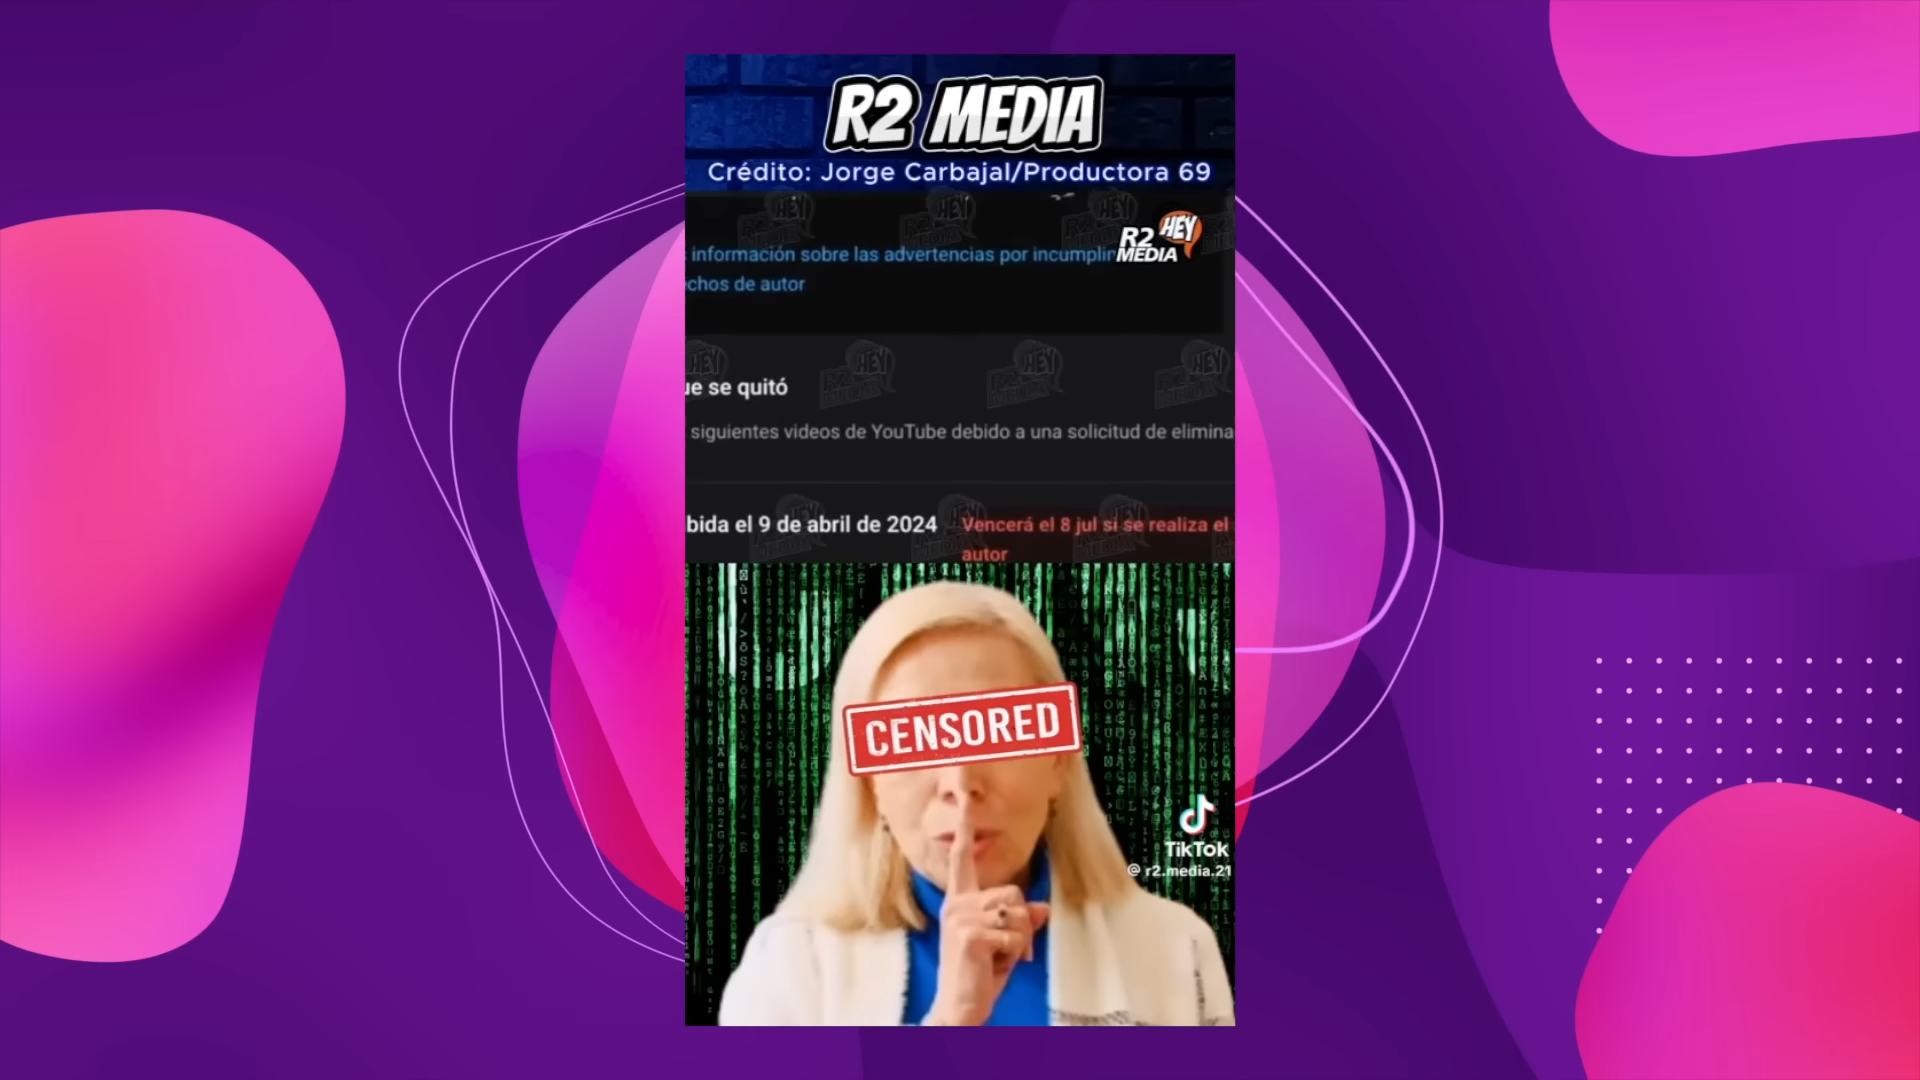 R2 MEDIA
Crédito: Jorge Carbajal/Productora 69
HEY
R2
MEDIA
información sobre las advertencias por incumplin
chos de autor
ue se quitó
siguientes videos de YouTube debido a una solicitud de elimina
bida el 9 de abril de 2024
Vencerá el 8 jul si se realiza el
autor
CENSORED
TikTok
@ r2.media.21